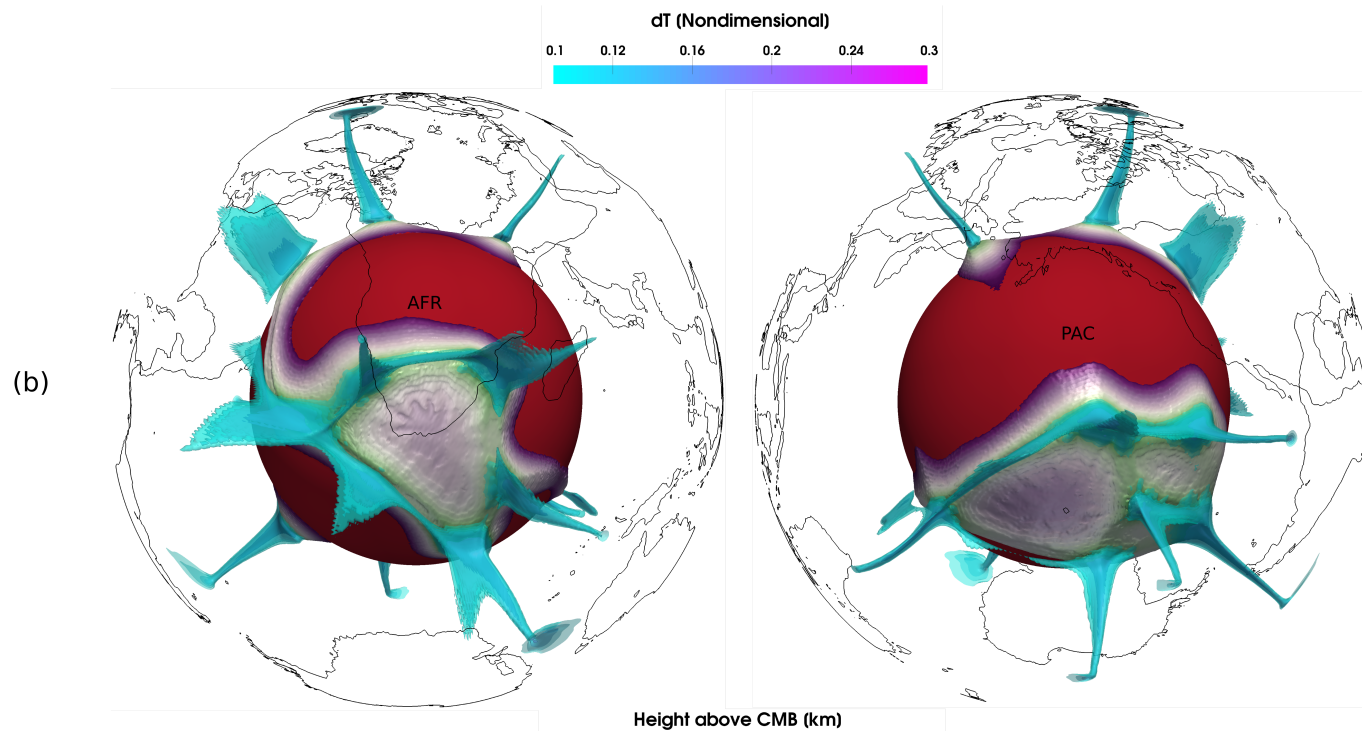 dT (Nondimensional)
0.1 0.12 0.16 0.2 0.24 0.3
AFR
PAC
(b)
Height above CMB (km)